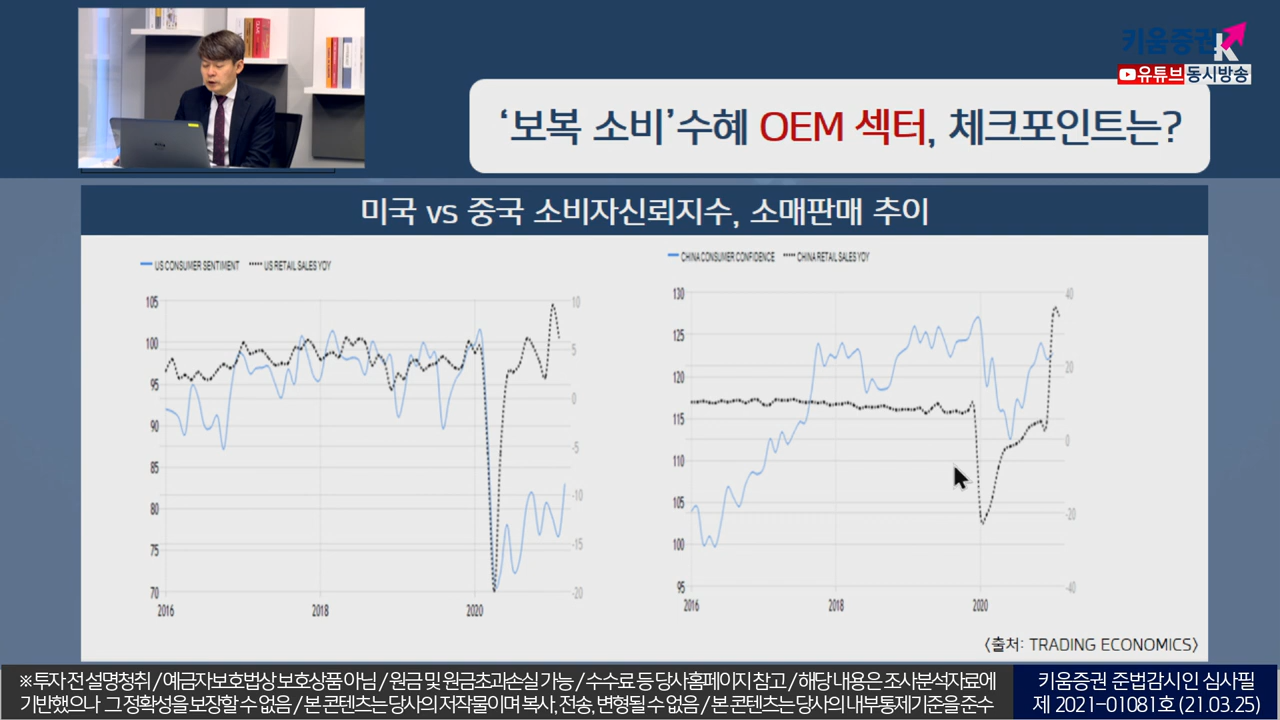 키움증권
유튜브동시방송
‘보복 소비’수혜 OEM 섹터, 체크포인트는?
미국 vs 중국 소비자신뢰지수, 소매판매 추이
US CONSUMER SENTIMENT US RETAIL SALES YOY
105
100
95
90
85
80
75
70
10
5
0
-5
-10
-15
-20
2016 2018 2020
CHINA CONSUMER CONFIDENCE CHINA RETAIL SALES YOY
130
125
120
115
110
105
100
95
40
20
0
-20
-40
2016 2018 2020
〈출처: TRADING ECONOMICS〉
※ 투자 전 설명청취 / 예금자보호법상 보호상품 아님 / 원금 및 원금초과손실 가능 / 수수료 등 당사홈페이지 참고 / 해당 내용은 조사분석자료에
기반했으나 그 정확성을 보장할 수 없음 / 본 콘텐츠는 당사의 저작물이며 복사, 전송, 변형될 수 없음 / 본 콘텐츠는 당사의 내부통제기준을 준수
키움증권 준법감시인 심사필
제 2021-01081호 (21.03.25)